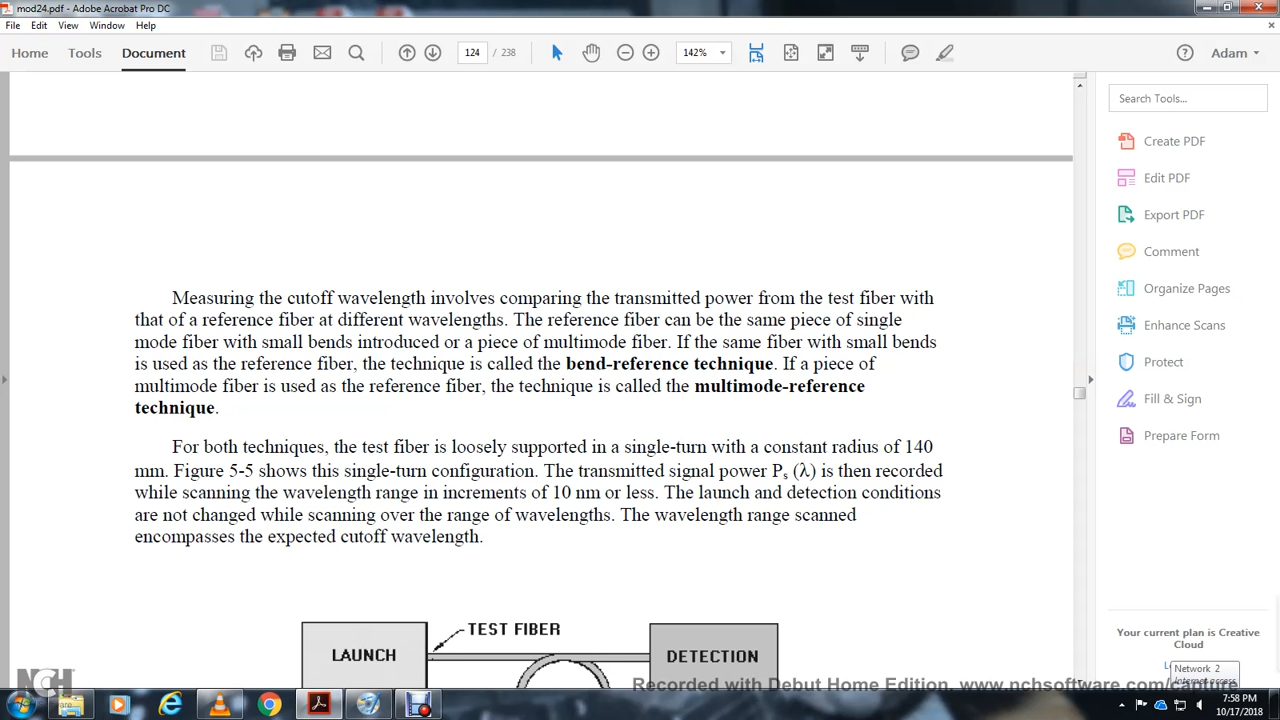 mod24.pdf - Adobe Acrobat Pro DC
File Edit View Window Help
Home Tools Document 124 / 238 142% Adam
Search Tools...
Create PDF
Edit PDF
Export PDF
Comment
Organize Pages
Enhance Scans
Protect
Fill & Sign
Prepare Form
Measuring the cutoff wavelength involves comparing the transmitted power from the test fiber with
that of a reference fiber at different wavelengths. The reference fiber can be the same piece of single
mode fiber with small bends introduced or a piece of multimode fiber. If the same fiber with small bends
is used as the reference fiber, the technique is called the bend-reference technique. If a piece of
multimode fiber is used as the reference fiber, the technique is called the multimode-reference
technique.
For both techniques, the test fiber is loosely supported in a single-turn with a constant radius of 140
mm. Figure 5-5 shows this single-turn configuration. The transmitted signal power Ps (λ) is then recorded
while scanning the wavelength range in increments of 10 nm or less. The launch and detection conditions
are not changed while scanning over the range of wavelengths. The wavelength range scanned
encompasses the expected cutoff wavelength.
TEST FIBER
LAUNCH
DETECTION
Your current plan is Creative
Cloud
Network 2
Internet access
NCH
Recorded with Debut Home Edition. www.nchsoftware.com/capture
7:58 PM
10/17/2018